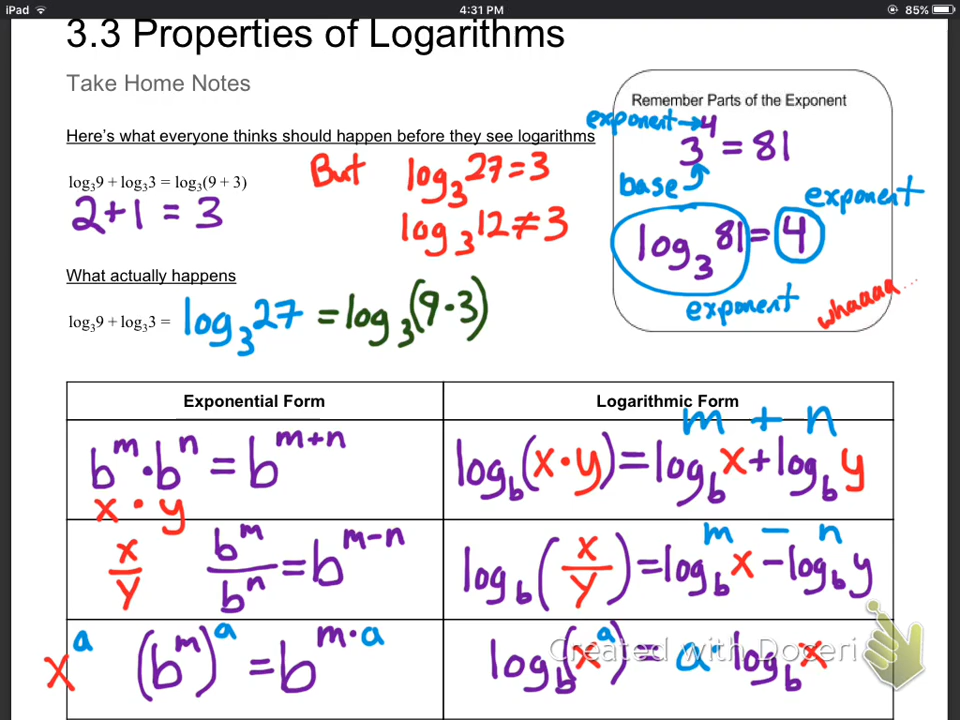 iPad 4:31 PM 85%
3.3 Properties of Logarithms
Take Home Notes
Remember Parts of the Exponent
exponent → 3⁴ = 81
base
log₃81 = 4
exponent
exponent
whaaaa...
Here's what everyone thinks should happen before they see logarithms
log₃9 + log₃3 = log₃(9 + 3)
2 + 1 = 3
But log₃27 = 3
log₃12 ≠ 3
What actually happens
log₃9 + log₃3 = log₃27 = log₃(9 · 3)
Exponential Form Logarithmic Form
m + n
bᵐ · bⁿ = bᵐ⁺ⁿ log_b(x · y) = log_b x + log_b y
x · y
m − n
x/y bᵐ/bⁿ = bᵐ⁻ⁿ log_b(x/y) = log_b x − log_b y
xᵃ (bᵐ)ᵃ = b^(m·a) log_b(xᵃ) = a · log_b x
Created with Doceri